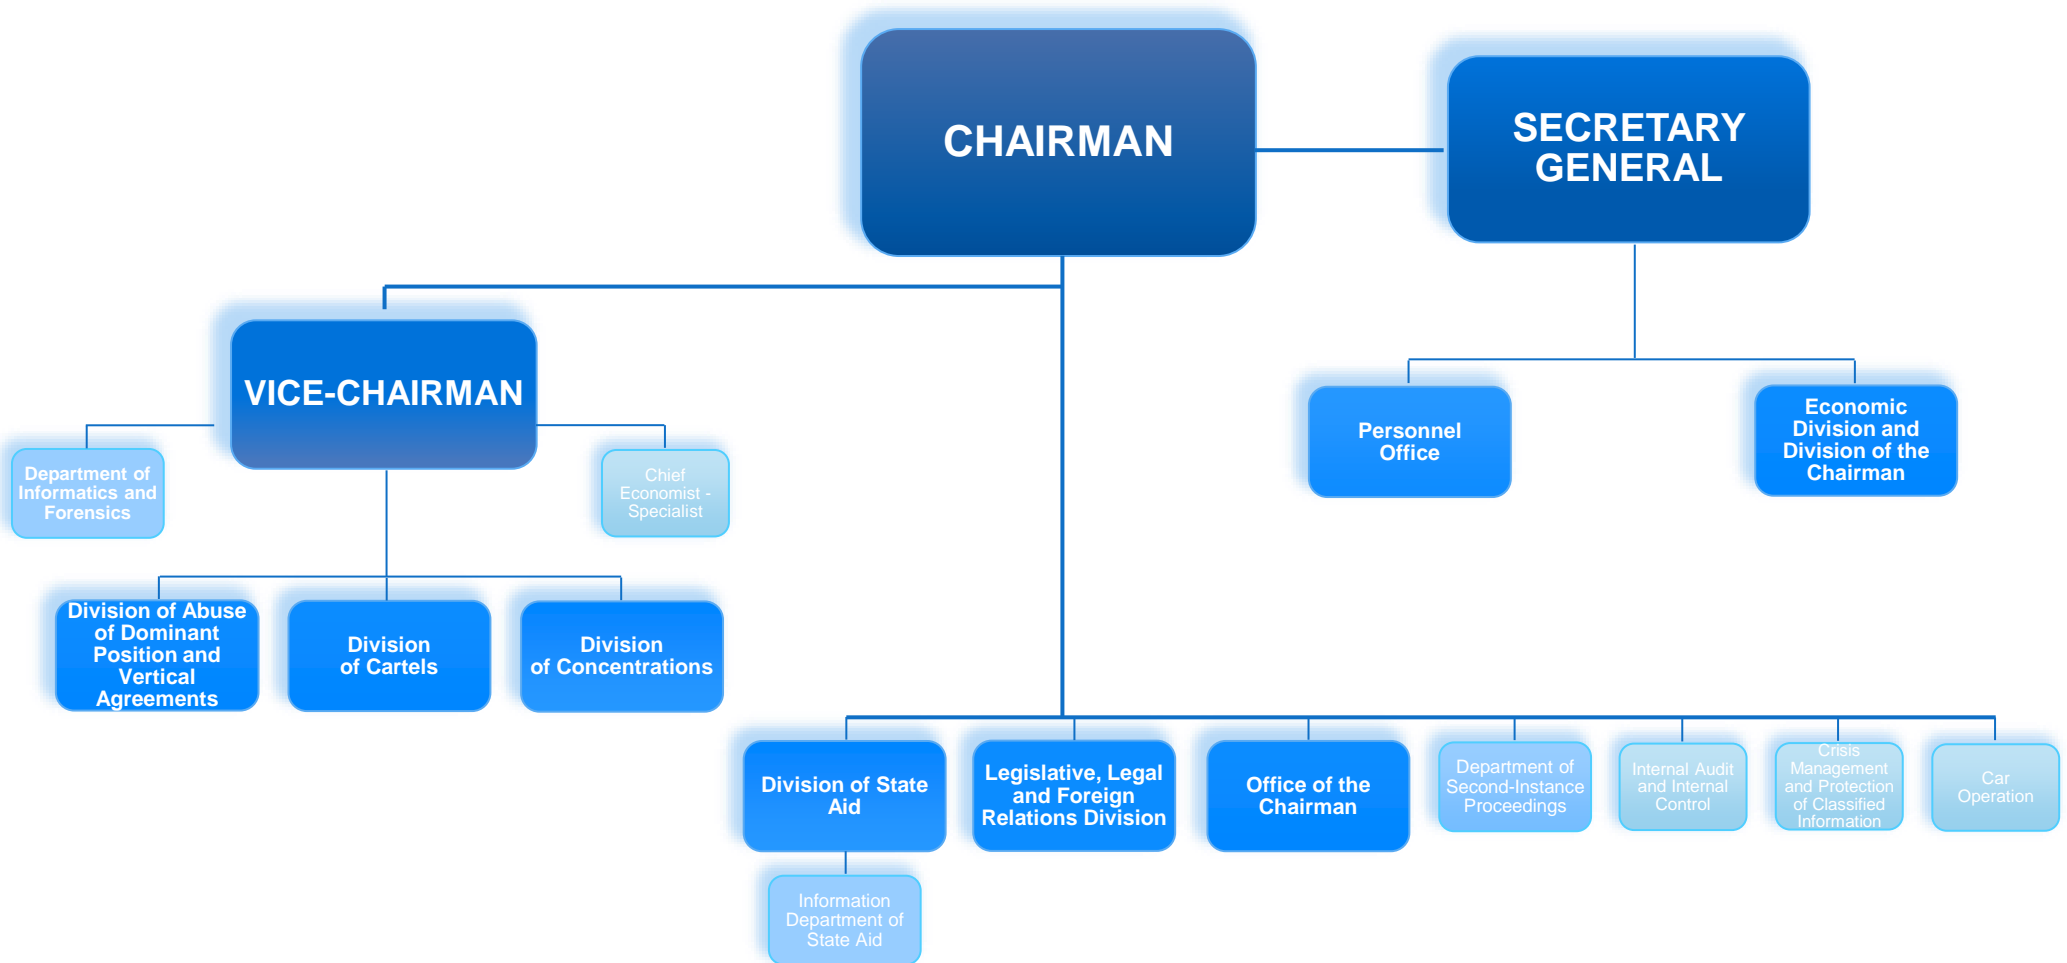 CHAIRMAN
SECRETARY
GENERAL
VICE-CHAIRMAN
Personnel
Office
Economic
Division and
Division of the
Chairman
Department of
Informatics and
Forensics
Chief
Economist -
Specialist
Division of Abuse
of Dominant
Position and
Vertical
Agreements
Division
of Cartels
Division
of Concentrations
Division of State
Aid
Legislative, Legal
and Foreign
Relations Division
Office of the
Chairman
Department of
Second-Instance
Proceedings
Internal Audit
and Internal
Control
Crisis
Management
and Protection
of Classified
Information
Car
Operation
Information
Department of
State Aid